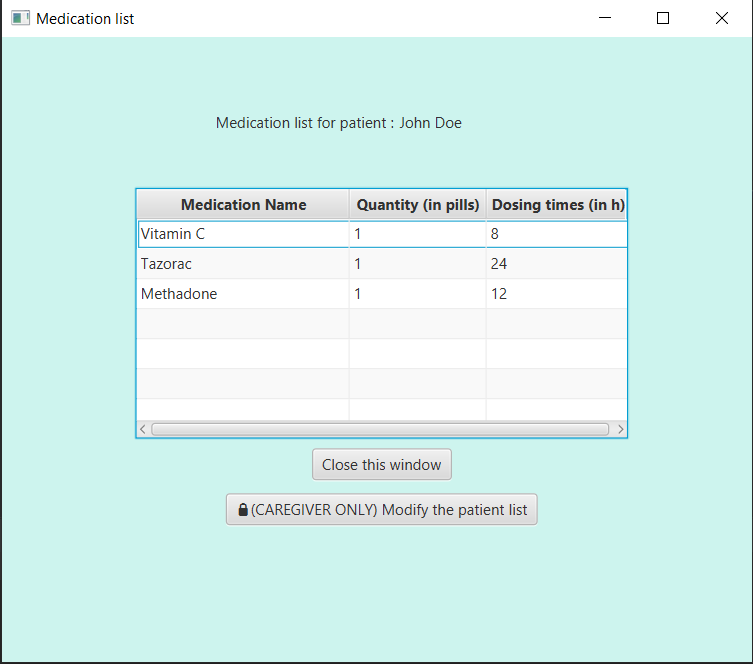 Medication list
Medication list for patient : John Doe
Medication Name Quantity (in pills) Dosing times (in h)
Vitamin C 1 8
Tazorac 1 24
Methadone 1 12
Close this window
(CAREGIVER ONLY) Modify the patient list